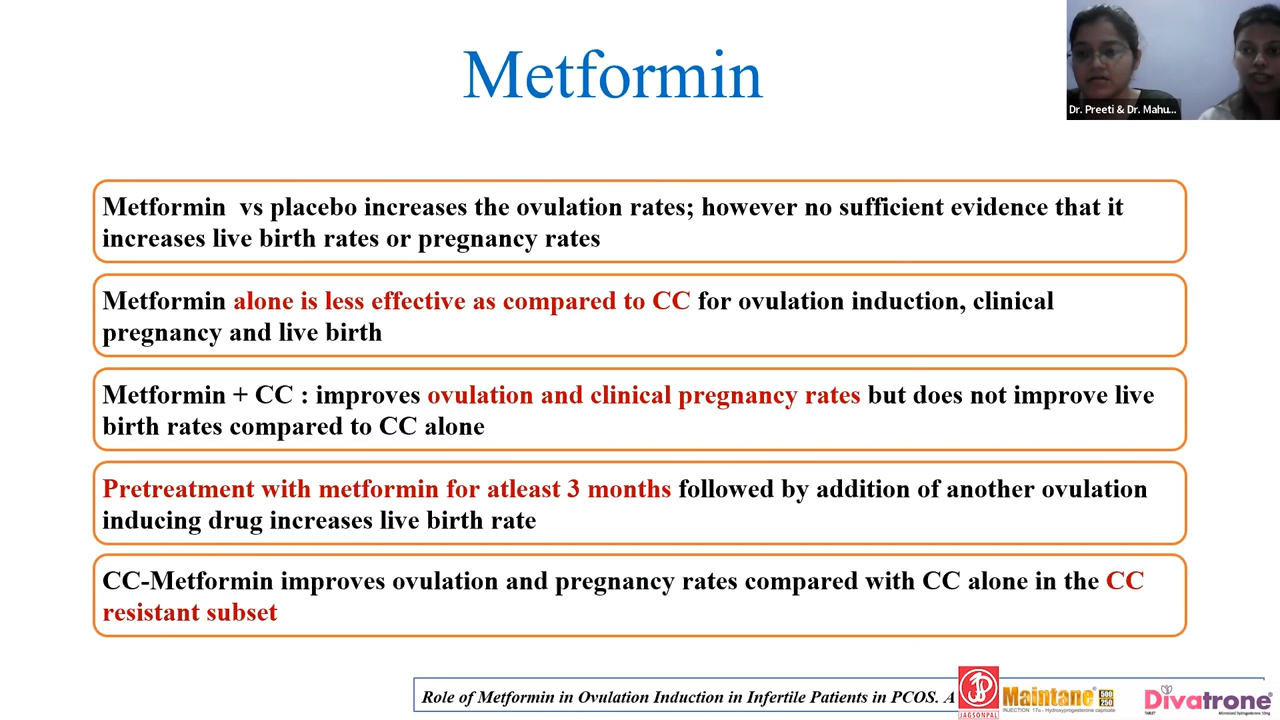 Metformin
Dr. Preeti & Dr. Mahu...
Metformin vs placebo increases the ovulation rates; however no sufficient evidence that it
increases live birth rates or pregnancy rates
Metformin alone is less effective as compared to CC for ovulation induction, clinical
pregnancy and live birth
Metformin + CC : improves ovulation and clinical pregnancy rates but does not improve live
birth rates compared to CC alone
Pretreatment with metformin for atleast 3 months followed by addition of another ovulation
inducing drug increases live birth rate
CC-Metformin improves ovulation and pregnancy rates compared with CC alone in the CC
resistant subset
Role of Metformin in Ovulation Induction in Infertile Patients in PCOS. A
JAGSONPAL
Maintane 500
250
INJECTION 17α - Hydroxyprogesterone caproate
Divatrone®
TABLET